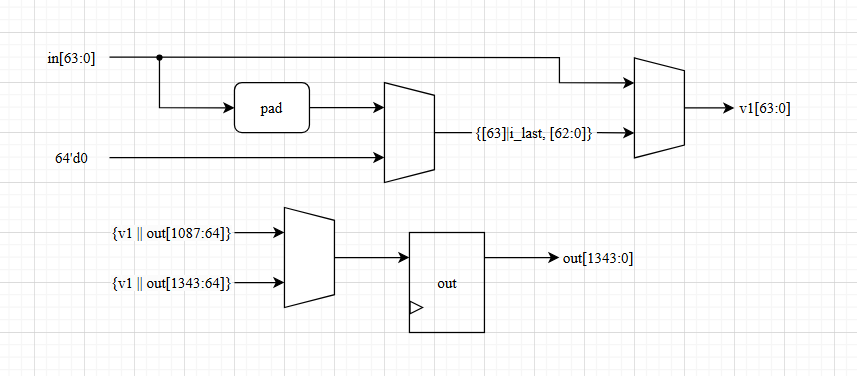 in[63:0]
pad
{[63]|i_last, [62:0]}
v1[63:0]
64'd0
{v1 || out[1087:64]}
{v1 || out[1343:64]}
out
out[1343:0]